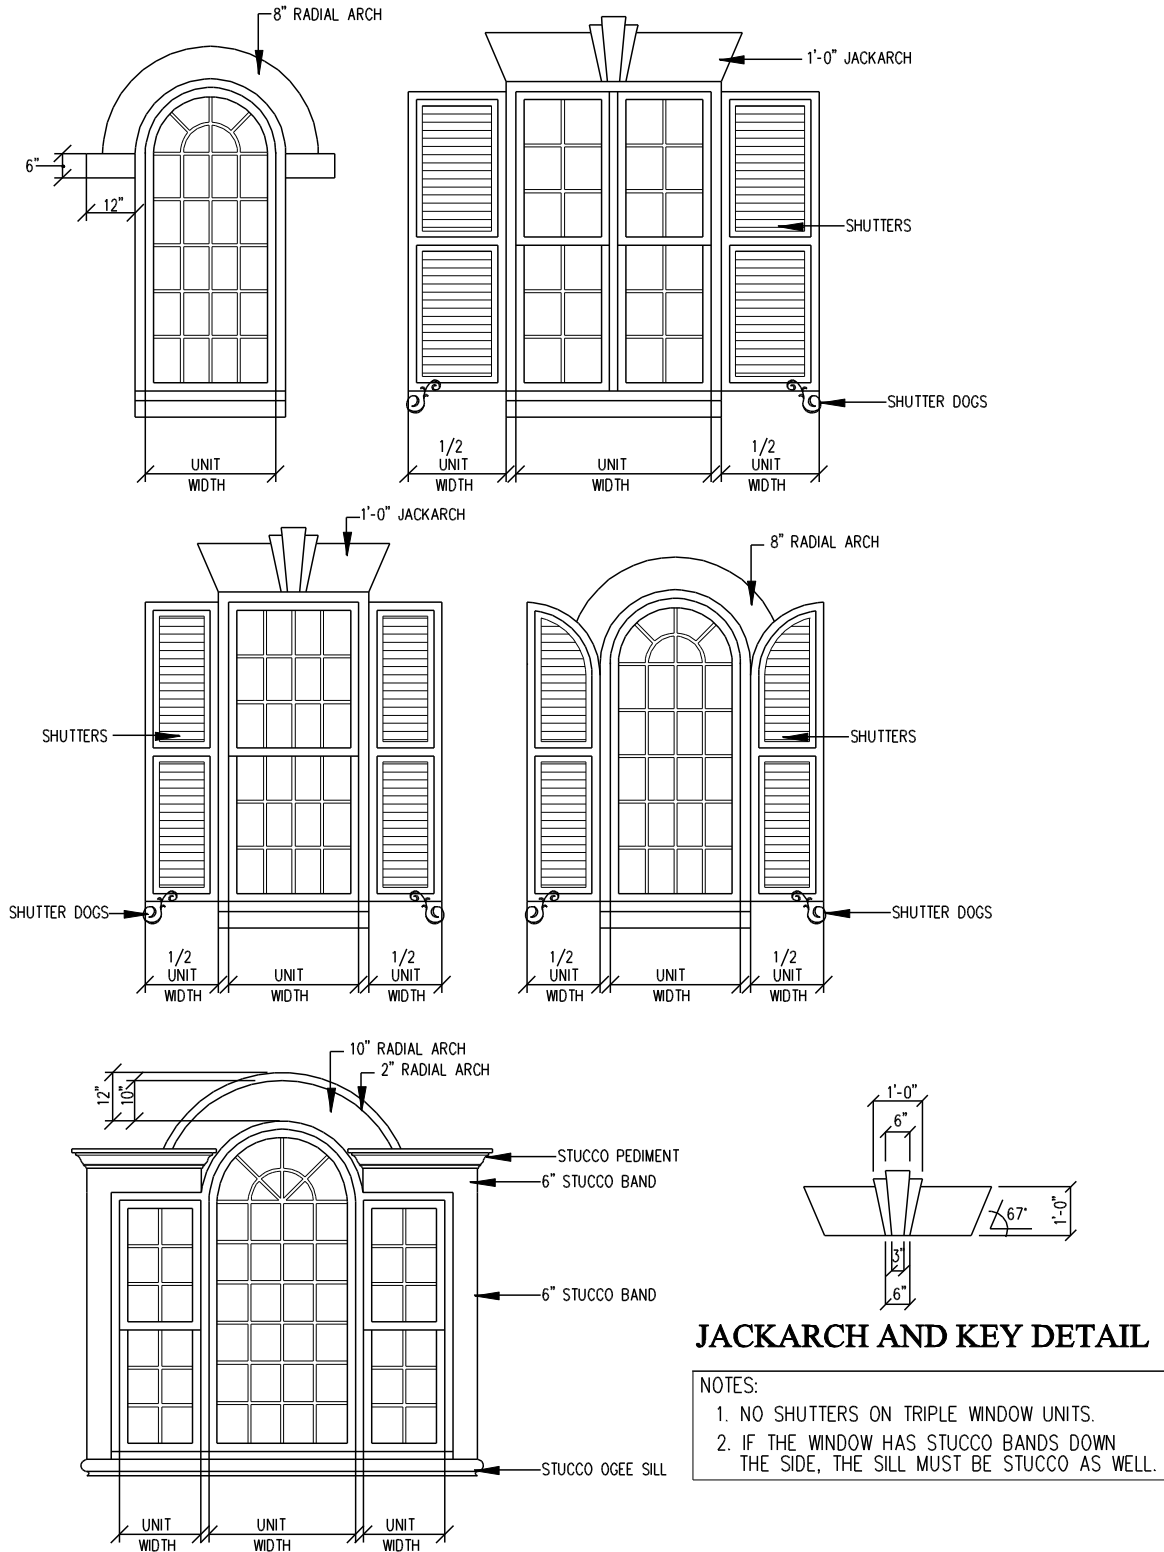 8" RADIAL ARCH
6"
12"
UNIT
WIDTH
1'-0" JACKARCH
SHUTTERS
SHUTTER DOGS
1/2
UNIT
WIDTH
UNIT
WIDTH
1/2
UNIT
WIDTH
1'-0" JACKARCH
SHUTTERS
SHUTTER DOGS
1/2
UNIT
WIDTH
UNIT
WIDTH
1/2
UNIT
WIDTH
8" RADIAL ARCH
SHUTTERS
SHUTTER DOGS
1/2
UNIT
WIDTH
UNIT
WIDTH
1/2
UNIT
WIDTH
10" RADIAL ARCH
2" RADIAL ARCH
12"
10"
STUCCO PEDIMENT
6" STUCCO BAND
6" STUCCO BAND
STUCCO OGEE SILL
UNIT
WIDTH
UNIT
WIDTH
UNIT
WIDTH
1'-0"
6"
67°
1'-0"
3"
6"
JACKARCH AND KEY DETAIL
NOTES:
1. NO SHUTTERS ON TRIPLE WINDOW UNITS.
2. IF THE WINDOW HAS STUCCO BANDS DOWN
THE SIDE, THE SILL MUST BE STUCCO AS WELL.